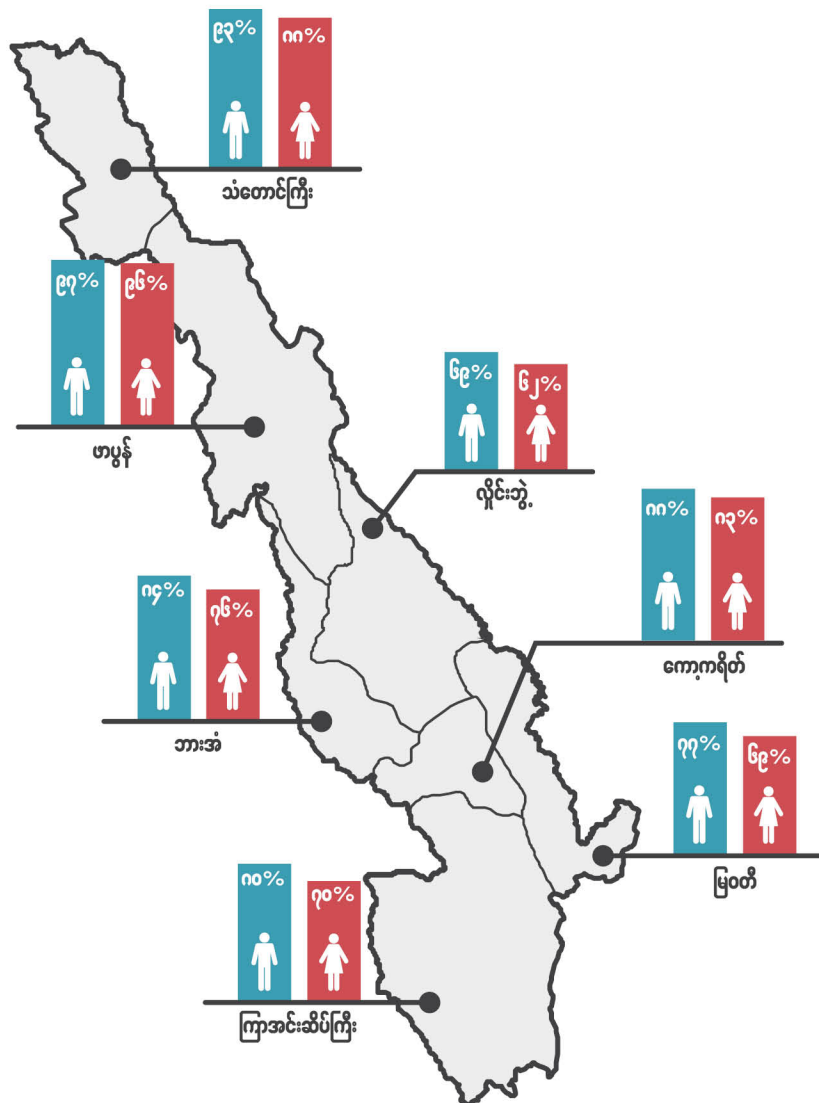 ၉၃%
၈၈%
သံတောင်ကြီး
၉၇%
၉၆%
ဖာပွန်
၆၉%
၆၂%
လှိုင်းဘွဲ့
၈၈%
၈၃%
ကော့ကရိတ်
၈၄%
၇၆%
ဘားအံ
၇၇%
၆၉%
မြဝတီ
၈၀%
၇၀%
ကြာအင်းဆိပ်ကြီး